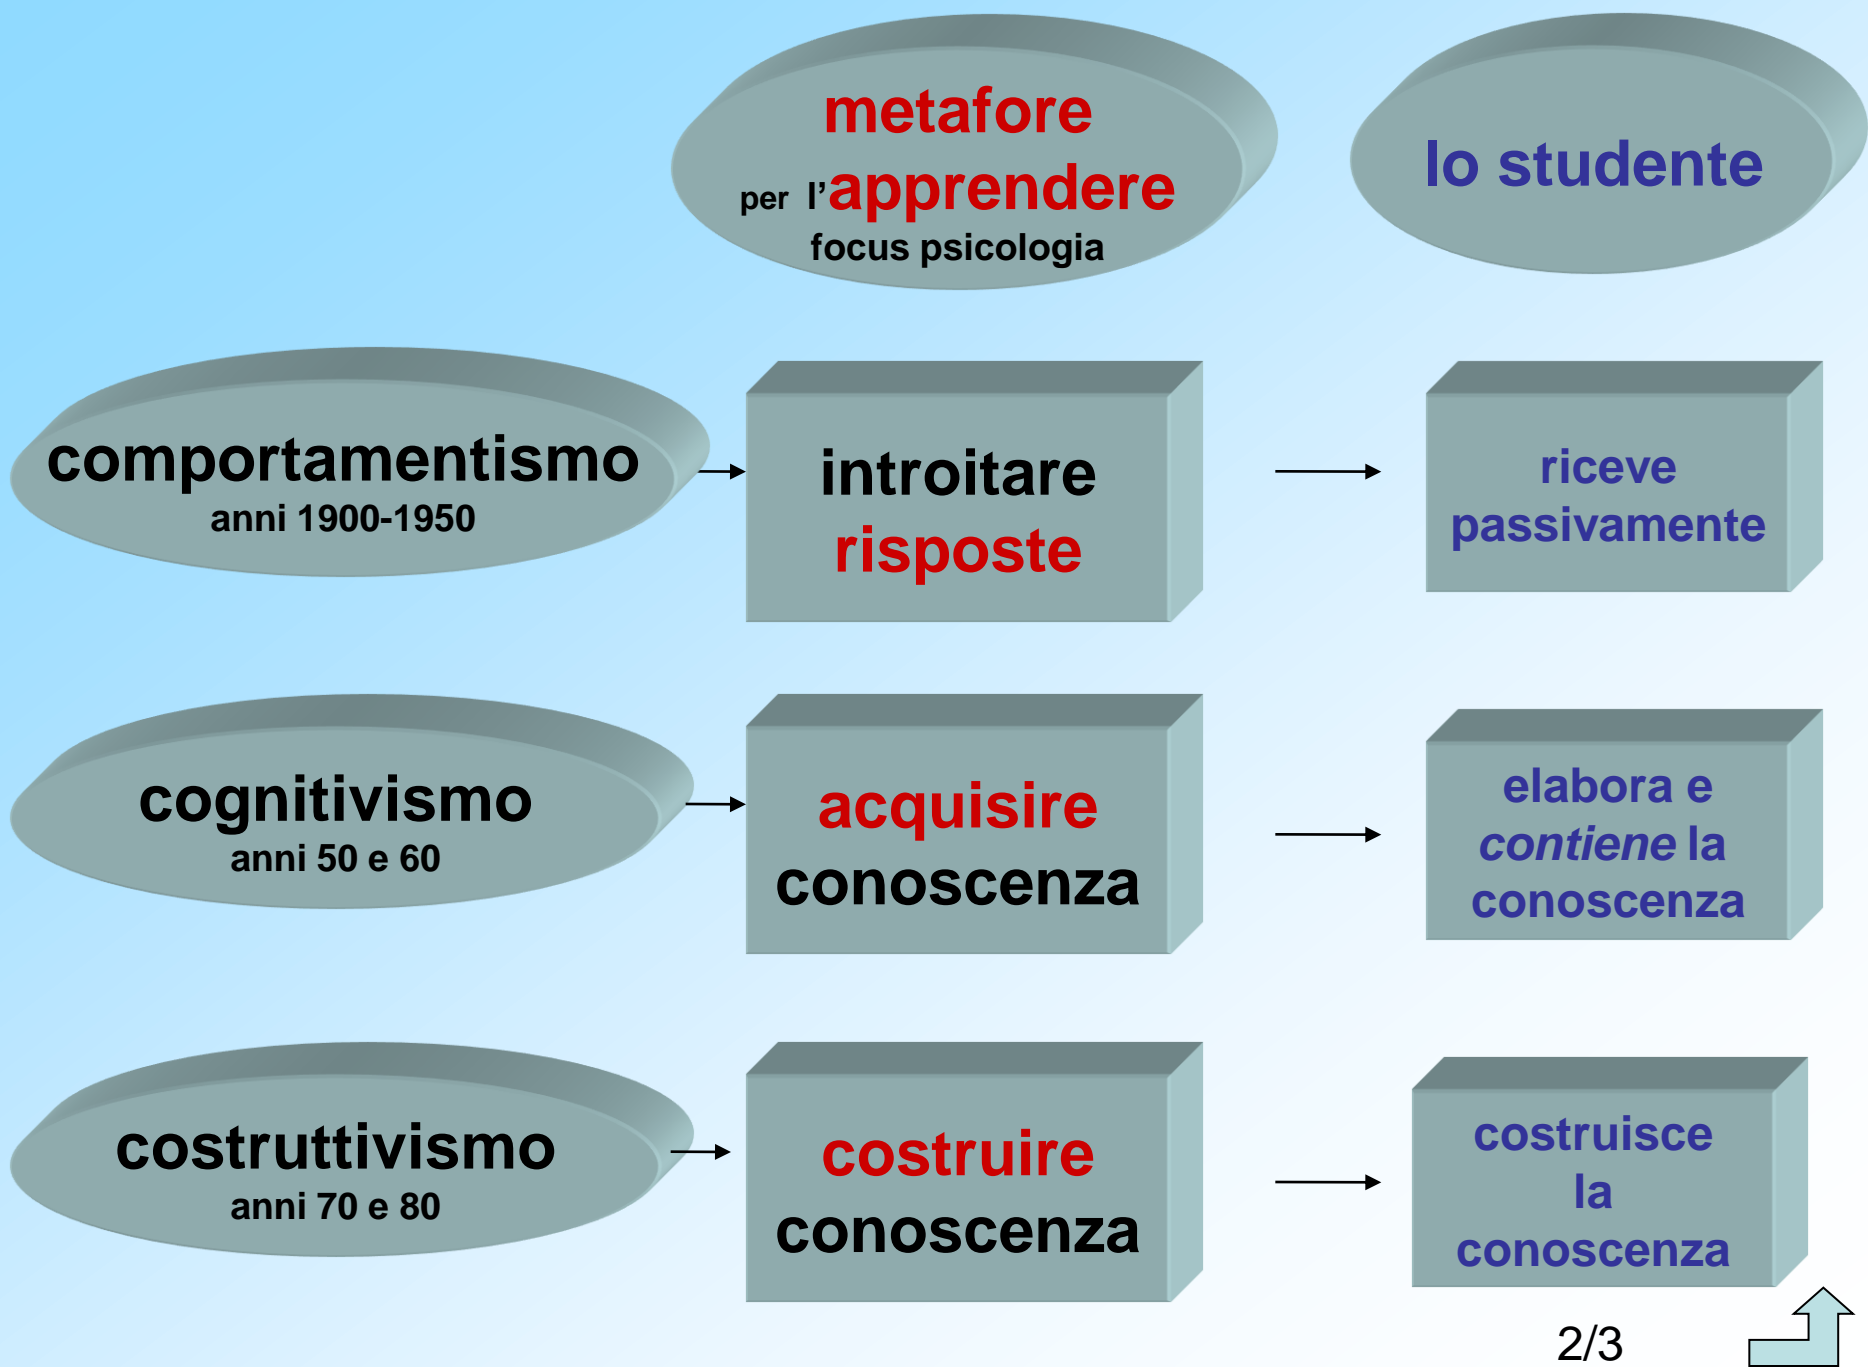 metafore
per l’apprendere
focus psicologia
lo studente
comportamentismo
anni 1900-1950
introitare
risposte
riceve
passivamente
cognitivismo
anni 50 e 60
acquisire
conoscenza
elabora e
contiene la
conoscenza
costruttivismo
anni 70 e 80
costruire
conoscenza
costruisce
la
conoscenza
2/3